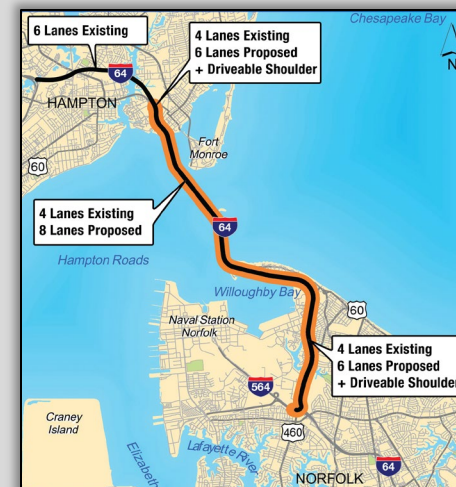 Chesapeake Bay
6 Lanes Existing
4 Lanes Existing
6 Lanes Proposed
+ Driveable Shoulder
N
64
HAMPTON
Fort
Monroe
60
4 Lanes Existing
8 Lanes Proposed
64
Hampton Roads
Willoughby Bay
60
Naval Station
Norfolk
4 Lanes Existing
6 Lanes Proposed
+ Driveable Shoulder
564
Craney
Island
460
Elizabeth
Lafayette River
64
NORFOLK